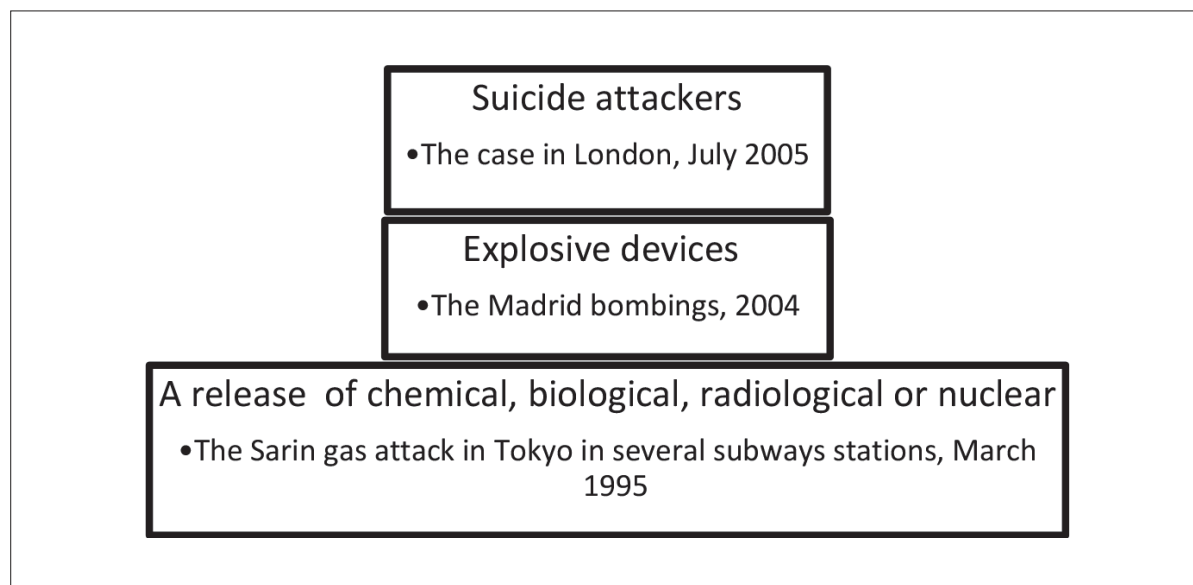 Suicide attackers
•The case in London, July 2005
Explosive devices
•The Madrid bombings, 2004
A release of chemical, biological, radiological or nuclear
•The Sarin gas attack in Tokyo in several subways stations, March
1995